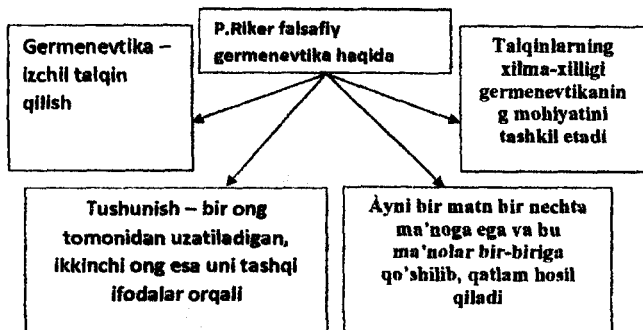 P.Riker falsafiy
germenevtika haqida
Germenevtika –
izchil talqin
qilish
Talqinlarning
xilma-xilligi
germenevtikanin
g mohiyatini
tashkil etadi
Tushunish – bir ong
tomonidan uzatiladigan,
ikkinchi ong esa uni tashqi
ifodalar orqali
Àyni bir matn bir nechta
ma'noga ega va bu
ma'nolar bir-biriga
qo'shilib, qatlam hosil
qiladi